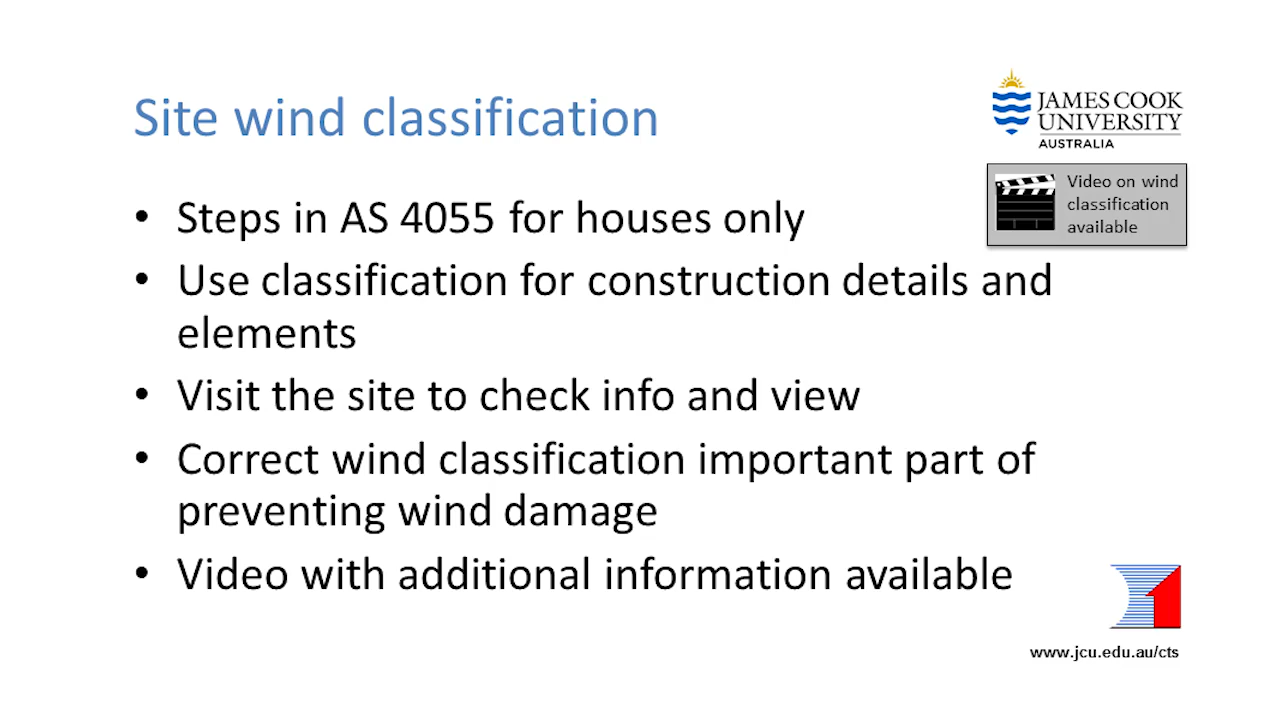 Site wind classification
JAMES COOK
UNIVERSITY
AUSTRALIA
Video on wind
classification
available
• Steps in AS 4055 for houses only
• Use classification for construction details and
elements
• Visit the site to check info and view
• Correct wind classification important part of
preventing wind damage
• Video with additional information available
www.jcu.edu.au/cts